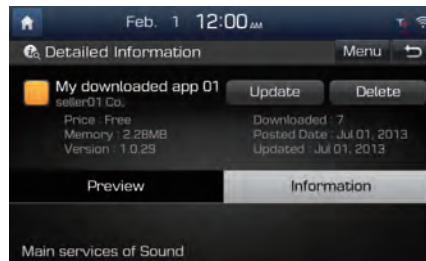 Feb. 1 12:00 AM
Detailed Information Menu
My downloaded app 01 Update Delete
seller01 Co.
Price : Free Downloaded : 7
Memory : 2.28MB Posted Date : Jul 01, 2013
Version : 1.0.29 Updated : Jul 01, 2013
Preview Information
Main services of Sound